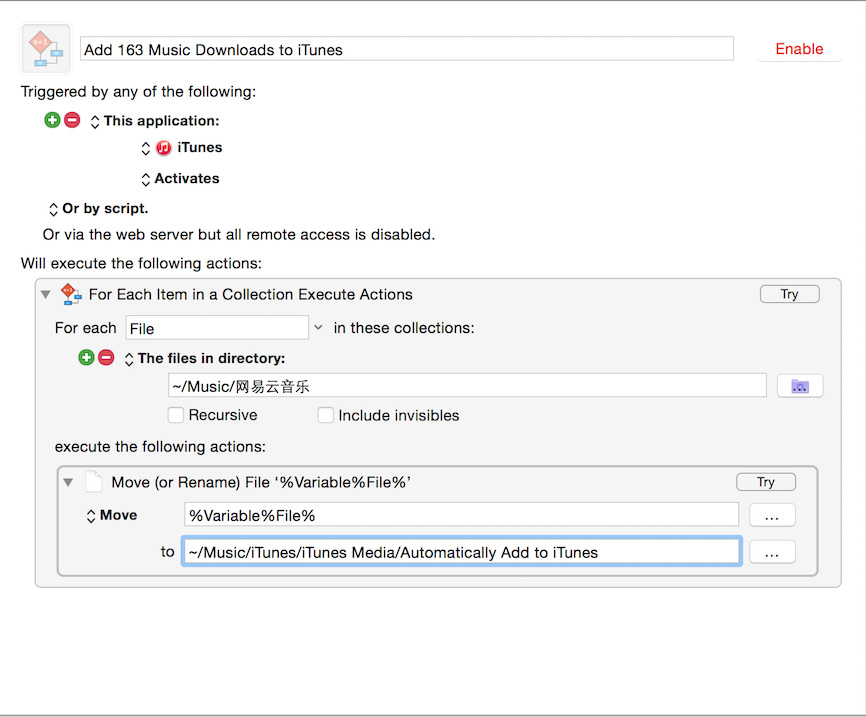 Add 163 Music Downloads to iTunes
Enable
Triggered by any of the following:
This application:
iTunes
Activates
Or by script.
Or via the web server but all remote access is disabled.
Will execute the following actions:
For Each Item in a Collection Execute Actions
Try
For each File in these collections:
The files in directory:
~/Music/网易云音乐
Recursive Include invisibles
execute the following actions:
Move (or Rename) File ‘%Variable%File%’
Try
Move %Variable%File% ...
to ~/Music/iTunes/iTunes Media/Automatically Add to iTunes ...